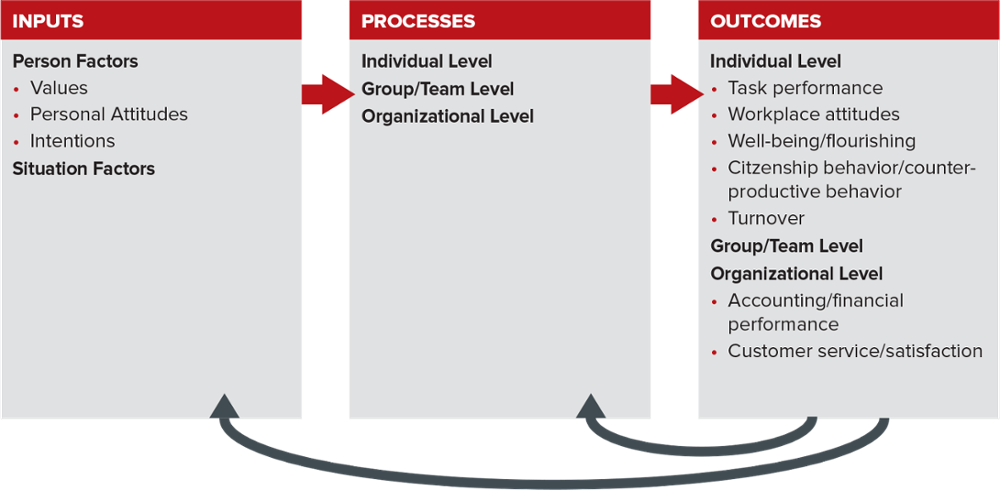 INPUTS
Person Factors
• Values
• Personal Attitudes
• Intentions
Situation Factors
PROCESSES
Individual Level
Group/Team Level
Organizational Level
OUTCOMES
Individual Level
• Task performance
• Workplace attitudes
• Well-being/flourishing
• Citzenship behavior/counter-
productive behavior
• Turnover
Group/Team Level
Organizational Level
• Accounting/financial
performance
• Customer service/satisfaction